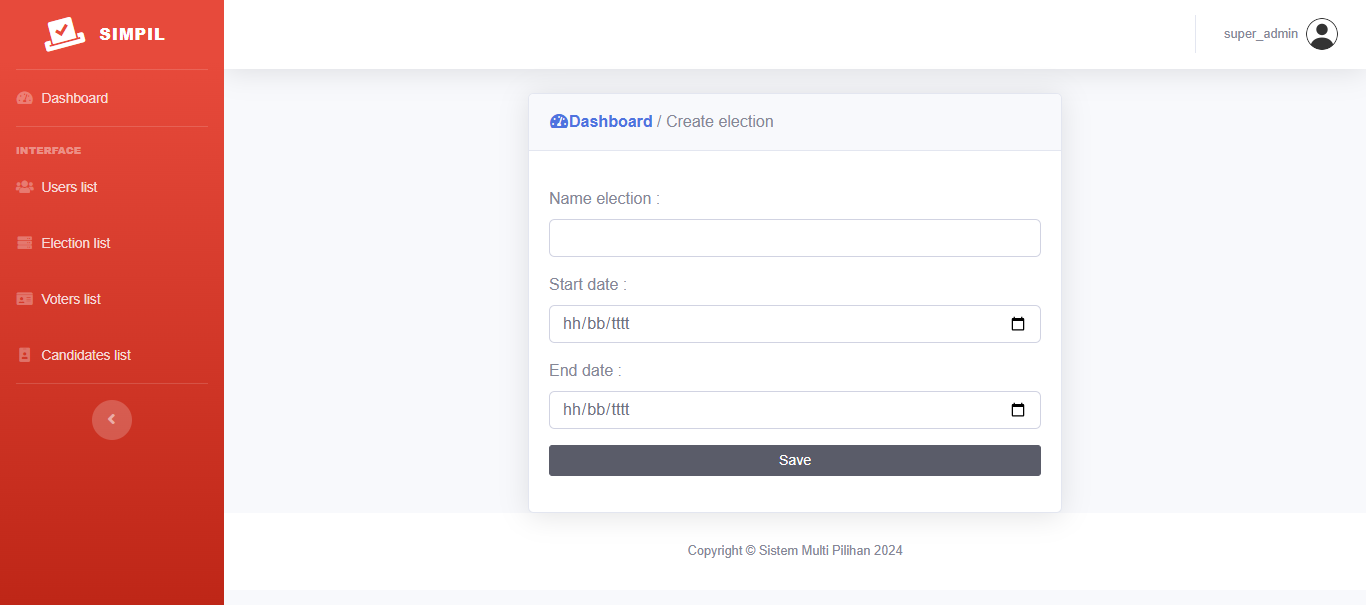 SIMPIL
super_admin
Dashboard
INTERFACE
Users list
Election list
Voters list
Candidates list
Dashboard / Create election
Name election :
Start date :
hh/bb/tttt
End date :
hh/bb/tttt
Save
Copyright © Sistem Multi Pilihan 2024